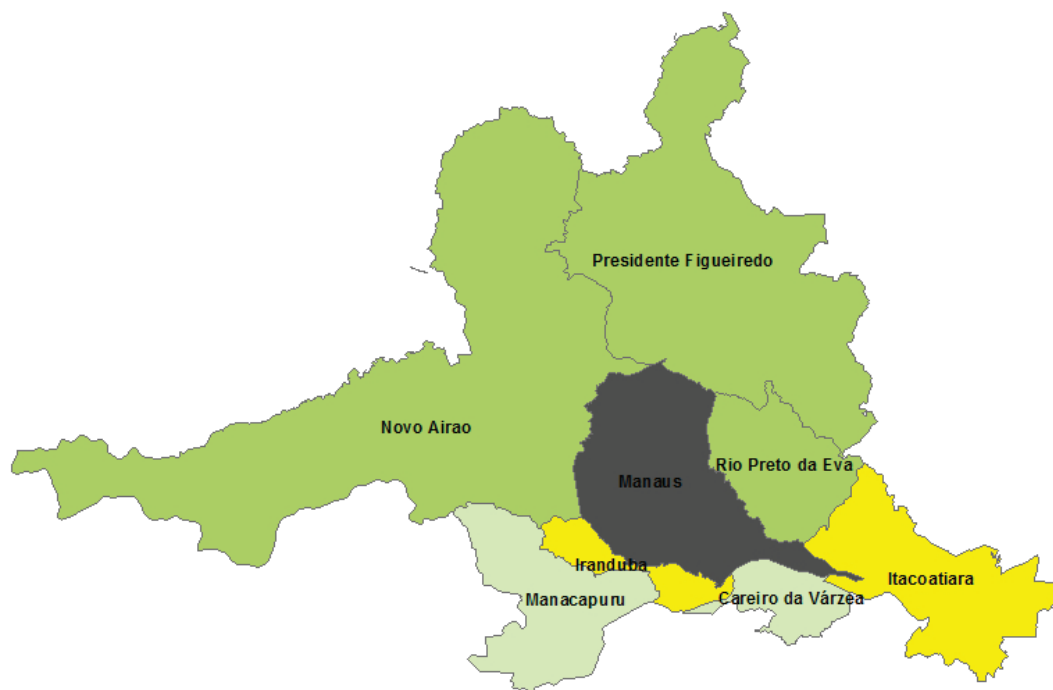 Presidente Figueiredo
Novo Airao
Rio Preto da Eva
Manaus
Iranduba
Itacoatiara
Manacapuru
Careiro da Várzea